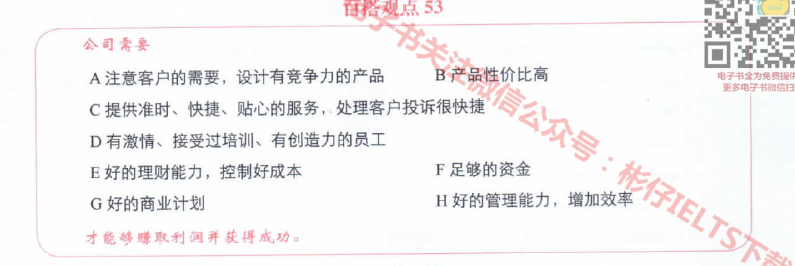 百搭观点 53
公司需要
A 注意客户的需要，设计有竞争力的产品 B 产品性价比高
C 提供准时、快捷、贴心的服务，处理客户投诉很快捷
D 有激情、接受过培训、有创造力的员工
E 好的理财能力，控制好成本 F 足够的资金
G 好的商业计划 H 好的管理能力，增加效率
才能够赚取利润并获得成功。
电子书全为免费提供
更多电子书微信扫
电子书关注微信公众号：彬仔IELTS下载